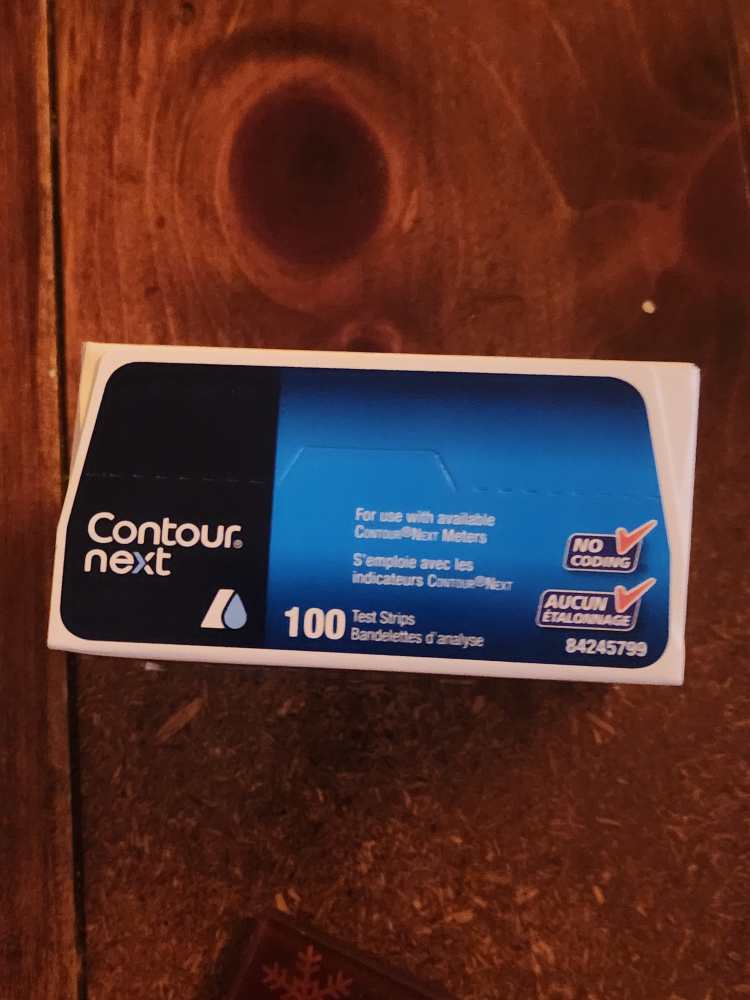 Contour®
next
For use with available
CONTOUR®NEXT Meters
S'emploie avec les
indicateurs CONTOUR®NEXT
100 Test Strips
Bandelettes d'analyse
NO
CODING
AUCUN
ÉTALONNAGE
84245799